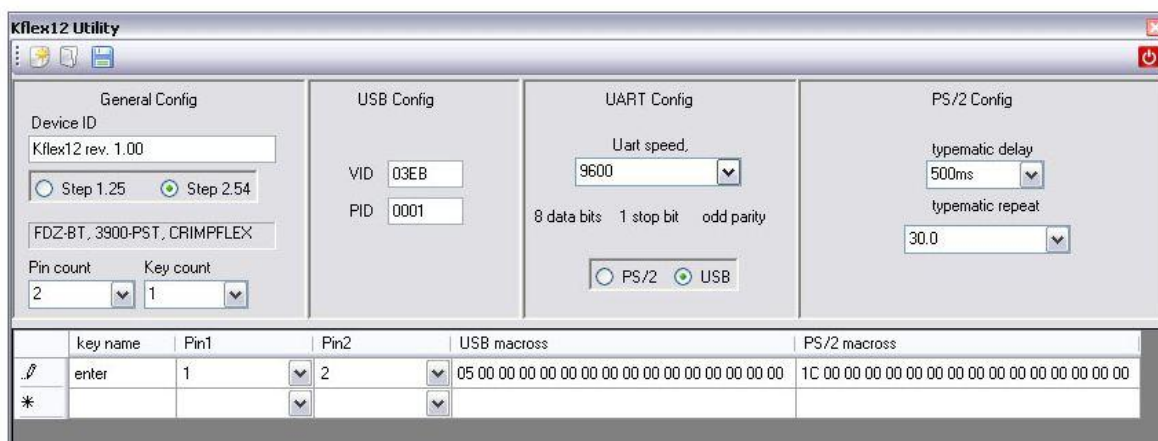 Kflex12 Utility
General Config
Device ID
Kflex12 rev. 1.00
Step 1.25 Step 2.54
FDZ-BT, 3900-PST, CRIMPFLEX
Pin count Key count
2 1
USB Config
VID 03EB
PID 0001
UART Config
Uart speed,
9600
8 data bits 1 stop bit odd parity
PS/2 USB
PS/2 Config
typematic delay
500ms
typematic repeat
30.0
key name Pin1 Pin2 USB macross PS/2 macross
enter 1 2 05 00 00 00 00 00 00 00 00 00 00 00 00 00 00 00 1C 00 00 00 00 00 00 00 00 00 00 00 00 00 00 00